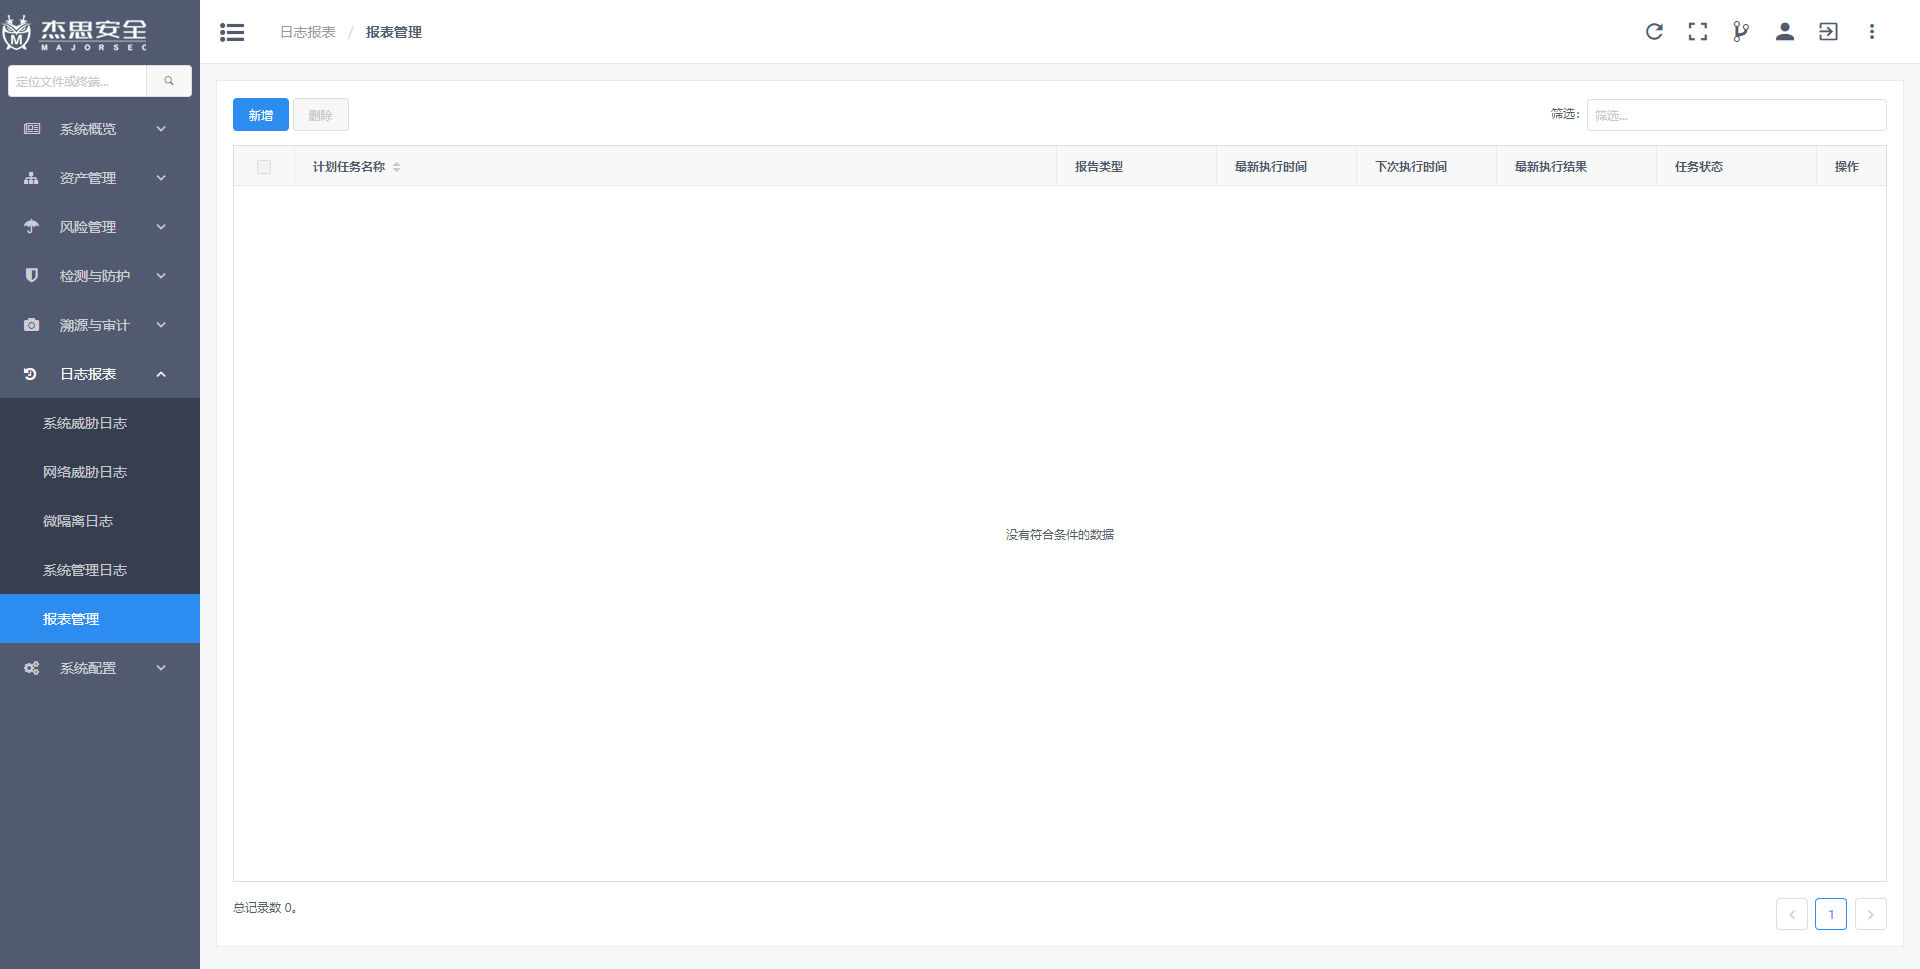 杰思安全
MAJORSEC
定位文件或终端...
系统概览
资产管理
风险管理
检测与防护
溯源与审计
日志报表
系统威胁日志
网络威胁日志
微隔离日志
系统管理日志
报表管理
系统配置
日志报表 / 报表管理
新增 删除 筛选: 筛选...
计划任务名称 报告类型 最新执行时间 下次执行时间 最新执行结果 任务状态 操作
没有符合条件的数据
总记录数 0。
1